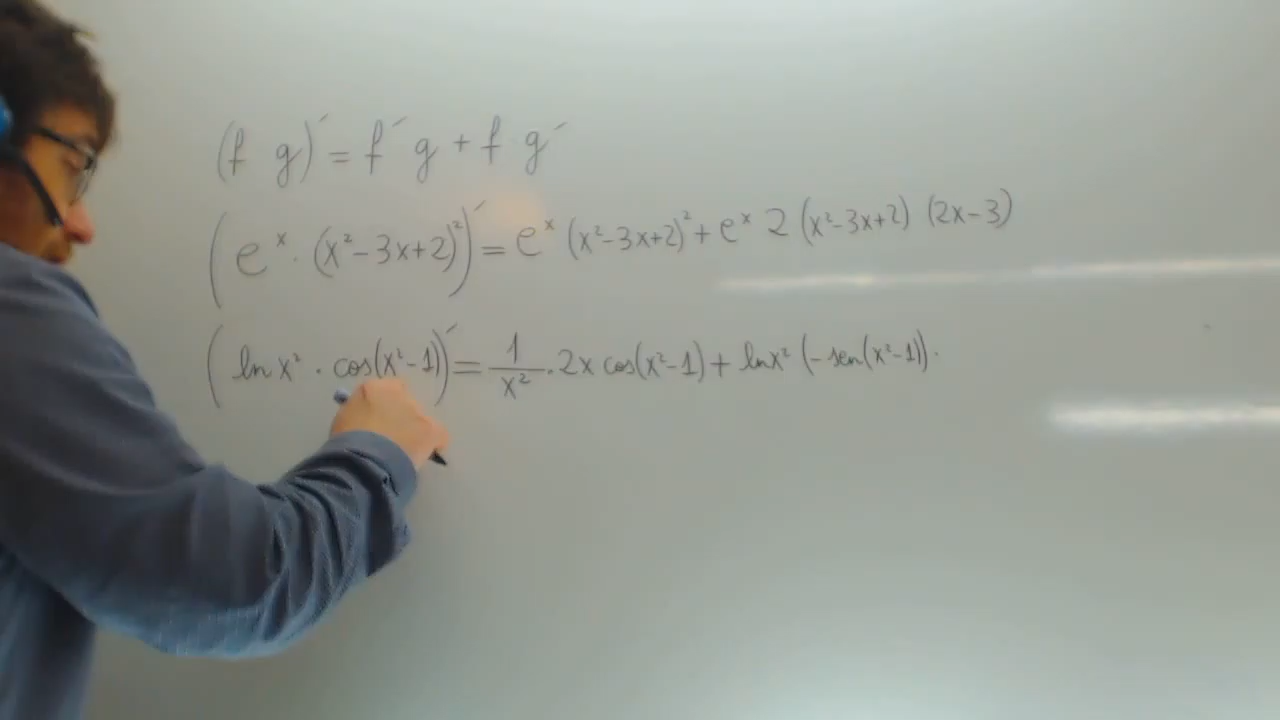 (f g)´ = f´ g + f g´
(e^x · (x²-3x+2)²)´ = e^x (x²-3x+2)² + e^x 2 (x²-3x+2) (2x-3)
(ln x² · cos(x²-1))´ = 1/x² · 2x cos(x²-1) + ln x² (-sen(x²-1)) ·